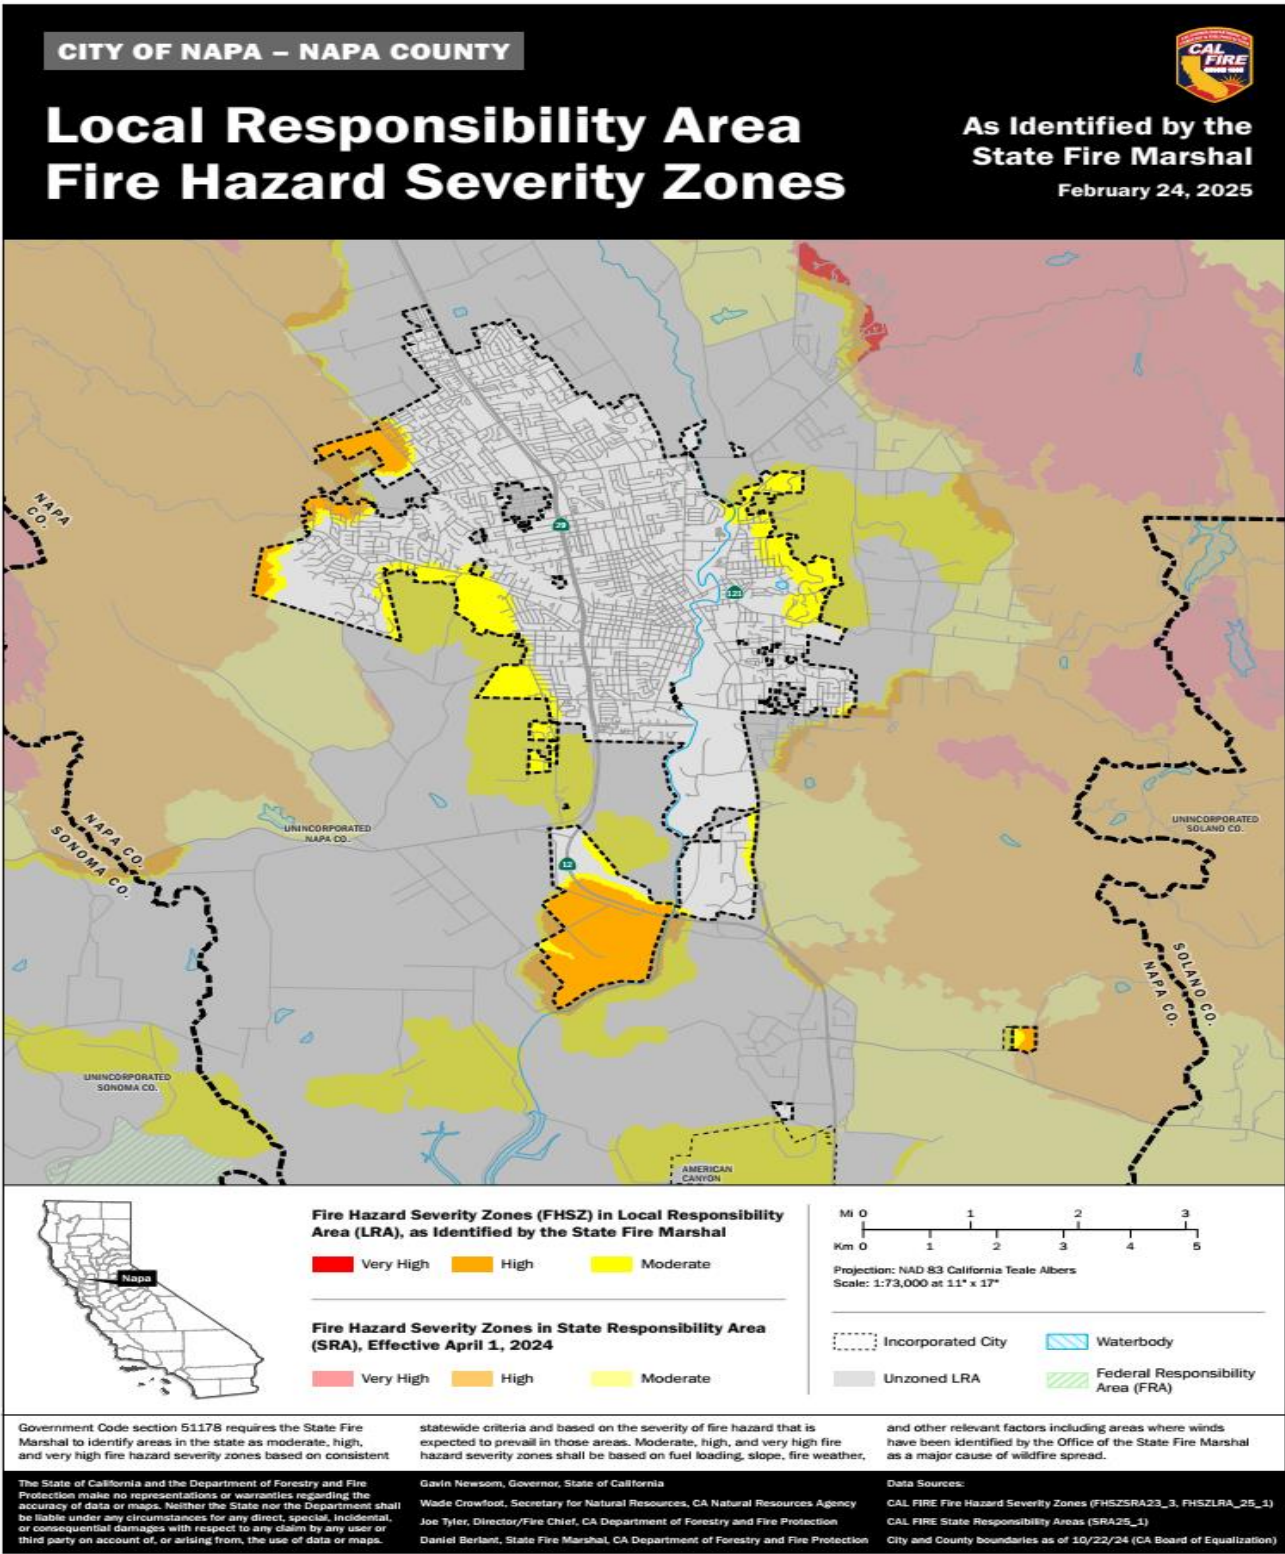 CITY OF NAPA – NAPA COUNTY
Local Responsibility Area
Fire Hazard Severity Zones
CAL
FIRE
As Identified by the
State Fire Marshal
February 24, 2025
NAPA
CO.
29
121
NAPA CO.
SONOMA CO.
UNINCORPORATED
NAPA CO.
UNINCORPORATED
SOLANO CO.
12
SOLANO CO.
NAPA CO.
UNINCORPORATED
SONOMA CO.
AMERICAN
CANYON
Napa
Fire Hazard Severity Zones (FHSZ) in Local Responsibility
Area (LRA), as Identified by the State Fire Marshal
Very High High Moderate
Fire Hazard Severity Zones in State Responsibility Area
(SRA), Effective April 1, 2024
Very High High Moderate
Mi 0 1 2 3
Km 0 1 2 3 4 5
Projection: NAD 83 California Teale Albers
Scale: 1:73,000 at 11" x 17"
Incorporated City
Waterbody
Unzoned LRA
Federal Responsibility
Area (FRA)
Government Code section 51178 requires the State Fire
Marshal to identify areas in the state as moderate, high,
and very high fire hazard severity zones based on consistent
statewide criteria and based on the severity of fire hazard that is
expected to prevail in those areas. Moderate, high, and very high fire
hazard severity zones shall be based on fuel loading, slope, fire weather,
and other relevant factors including areas where winds
have been identified by the Office of the State Fire Marshal
as a major cause of wildfire spread.
The State of California and the Department of Forestry and Fire
Protection make no representations or warranties regarding the
accuracy of data or maps. Neither the State nor the Department shall
be liable under any circumstances for any direct, special, incidental,
or consequential damages with respect to any claim by any user or
third party on account of, or arising from, the use of data or maps.
Gavin Newsom, Governor, State of California
Wade Crowfoot, Secretary for Natural Resources, CA Natural Resources Agency
Joe Tyler, Director/Fire Chief, CA Department of Forestry and Fire Protection
Daniel Berlant, State Fire Marshal, CA Department of Forestry and Fire Protection
Data Sources:
CAL FIRE Fire Hazard Severity Zones (FHSZSRA23_3, FHSZLRA_25_1)
CAL FIRE State Responsibility Areas (SRA25_1)
City and County boundaries as of 10/22/24 (CA Board of Equalization)